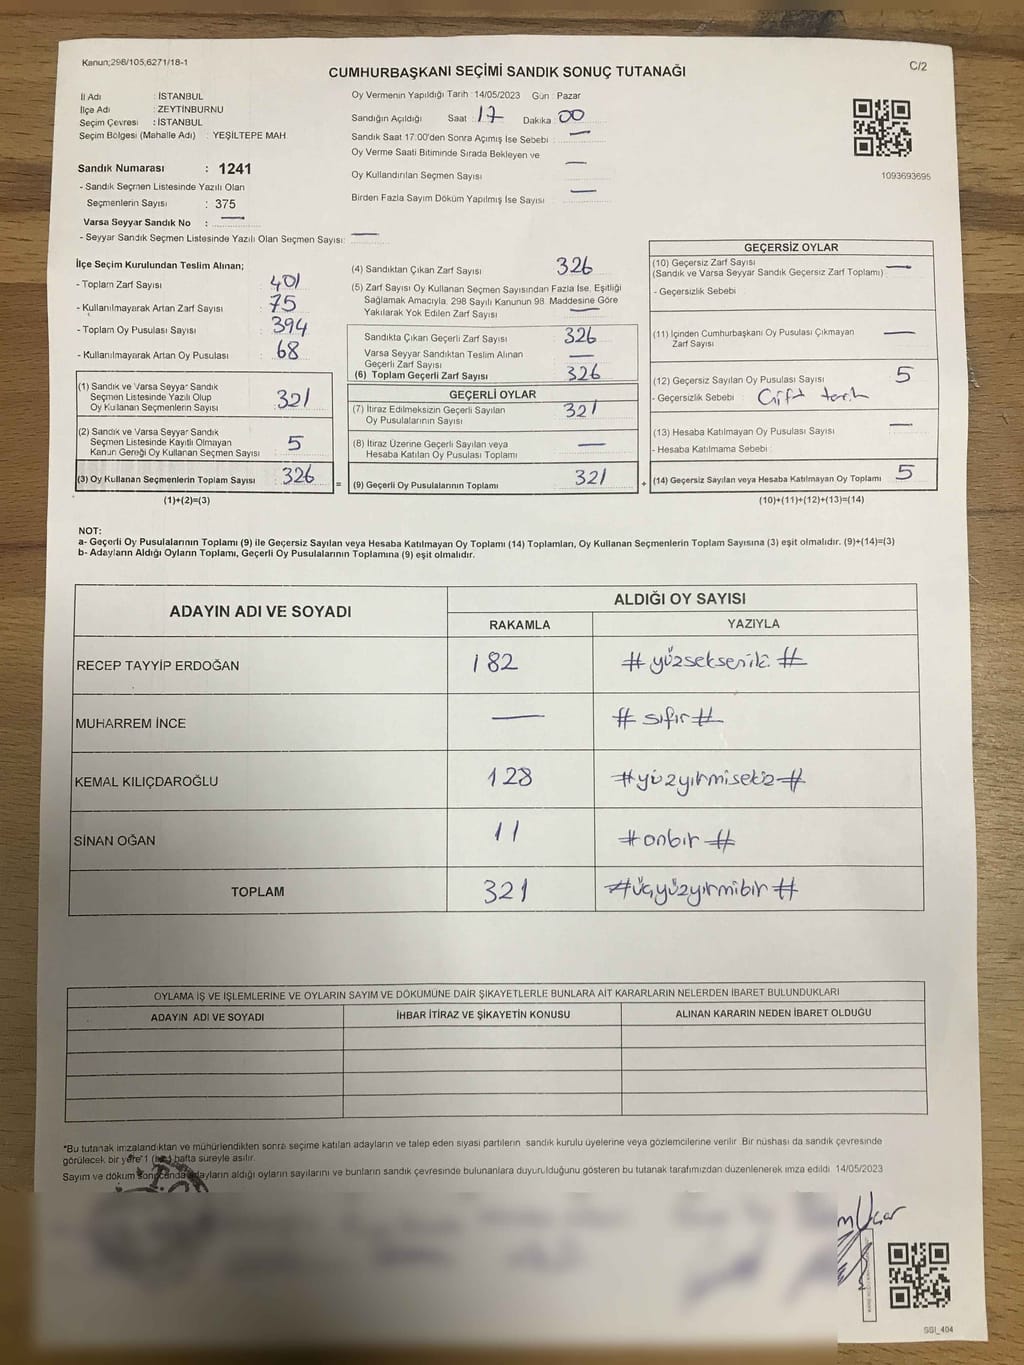 Kanun;298/105;6271/18-1
C/2
CUMHURBAŞKANI SEÇİMİ SANDIK SONUÇ TUTANAĞI
İl Adı : İSTANBUL
İlçe Adı : ZEYTİNBURNU
Seçim Çevresi : İSTANBUL
Seçim Bölgesi (Mahalle Adı) : YEŞİLTEPE MAH.
Sandık Numarası : 1241
- Sandık Seçmen Listesinde Yazılı Olan
Seçmenlerin Sayısı : 375
Varsa Seyyar Sandık No : —
- Seyyar Sandık Seçmen Listesinde Yazılı Olan Seçmen Sayısı: —
Oy Vermenin Yapıldığı Tarih : 14/05/2023 Gün : Pazar
Sandığın Açıldığı Saat : 17 Dakika : 00
Sandık Saat 17:00'den Sonra Açımış İse Sebebi : —
Oy Verme Saati Bitiminde Sırada Bekleyen ve
Oy Kullandırılan Seçmen Sayısı —
Birden Fazla Sayım Döküm Yapılmış İse Sayısı —
1093693695
İlçe Seçim Kurulundan Teslim Alınan;
- Toplam Zarf Sayısı : 401
- Kullanılmayarak Artan Zarf Sayısı : 75
- Toplam Oy Pusulası Sayısı : 394
- Kullanılmayarak Artan Oy Pusulası : 68
(1) Sandık ve Varsa Seyyar Sandık
Seçmen Listesinde Yazılı Olup
Oy Kullanan Seçmenlerin Sayısı 321
(2) Sandık ve Varsa Seyyar Sandık
Seçmen Listesinde Kayıtlı Olmayan
Kanun Gereği Oy Kullanan Seçmen Sayısı 5
(3) Oy Kullanan Seçmenlerin Toplam Sayısı 326
(1)+(2)=(3)
=
(4) Sandıktan Çıkan Zarf Sayısı 326
(5) Zarf Sayısı Oy Kullanan Seçmen Sayısından Fazla İse, Eşitliği
Sağlamak Amacıyla, 298 Sayılı Kanunun 98. Maddesine Göre
Yakılarak Yok Edilen Zarf Sayısı —
Sandıkta Çıkan Geçerli Zarf Sayısı 326
Varsa Seyyar Sandıktan Teslim Alınan
Geçerli Zarf Sayısı —
(6) Toplam Geçerli Zarf Sayısı 326
GEÇERLİ OYLAR
(7) İtiraz Edilmeksizin Geçerli Sayılan
Oy Pusulalarının Sayısı 321
(8) İtiraz Üzerine Geçerli Sayılan veya
Hesaba Katılan Oy Pusulası Toplamı —
(9) Geçerli Oy Pusulalarının Toplamı 321
+
GEÇERSİZ OYLAR
(10) Geçersiz Zarf Sayısı
(Sandık ve Varsa Seyyar Sandık Geçersiz Zarf Toplamı) —
- Geçersizlik Sebebi
(11) İçinden Cumhurbaşkanı Oy Pusulası Çıkmayan
Zarf Sayısı —
(12) Geçersiz Sayılan Oy Pusulası Sayısı 5
- Geçersizlik Sebebi Çift
(13) Hesaba Katılmayan Oy Pusulası Sayısı —
- Hesaba Katılmama Sebebi
(14) Geçersiz Sayılan veya Hesaba Katılmayan Oy Toplamı 5
(10)+(11)+(12)+(13)=(14)
NOT:
a- Geçerli Oy Pusulalarının Toplamı (9) ile Geçersiz Sayılan veya Hesaba Katılmayan Oy Toplamı (14) Toplamları, Oy Kullanan Seçmenlerin Toplam Sayısına (3) eşit olmalıdır. (9)+(14)=(3)
b- Adayların Aldığı Oyların Toplamı, Geçerli Oy Pusulalarının Toplamına (9) eşit olmalıdır.
ADAYIN ADI VE SOYADI ALDIĞI OY SAYISI
RAKAMLA YAZIYLA
RECEP TAYYİP ERDOĞAN 182 #yüzsekseniki#
MUHARREM İNCE — #sıfır#
KEMAL KILIÇDAROĞLU 128 #yüzyirmisekiz#
SİNAN OĞAN 11 #onbir#
TOPLAM 321 #üçyüzyirmibir#
OYLAMA İŞ VE İŞLEMLERİNE VE OYLARIN SAYIM VE DÖKÜMÜNE DAİR ŞİKAYETLERLE BUNLARA AİT KARARLARIN NELERDEN İBARET BULUNDUKLARI
ADAYIN ADI VE SOYADI İHBAR İTİRAZ VE ŞİKAYETİN KONUSU ALINAN KARARIN NEDEN İBARET OLDUĞU
*Bu tutanak imzalandıktan ve mühürlendikten sonra seçime katılan adayların ve talep eden siyasi partilerin sandık kurulu üyelerine veya gözlemcilerine verilir. Bir nüshası da sandık çevresinde
görülecek bir yere 1 hafta süreyle asılır.
Sayım ve döküm sonucunda adayların aldığı oyların sayılarını ve bunların sandık çevresinde bulunanlara duyurulduğunu gösteren bu tutanak tarafımızdan düzenlenerek imza edildi 14/05/2023
SSI_404